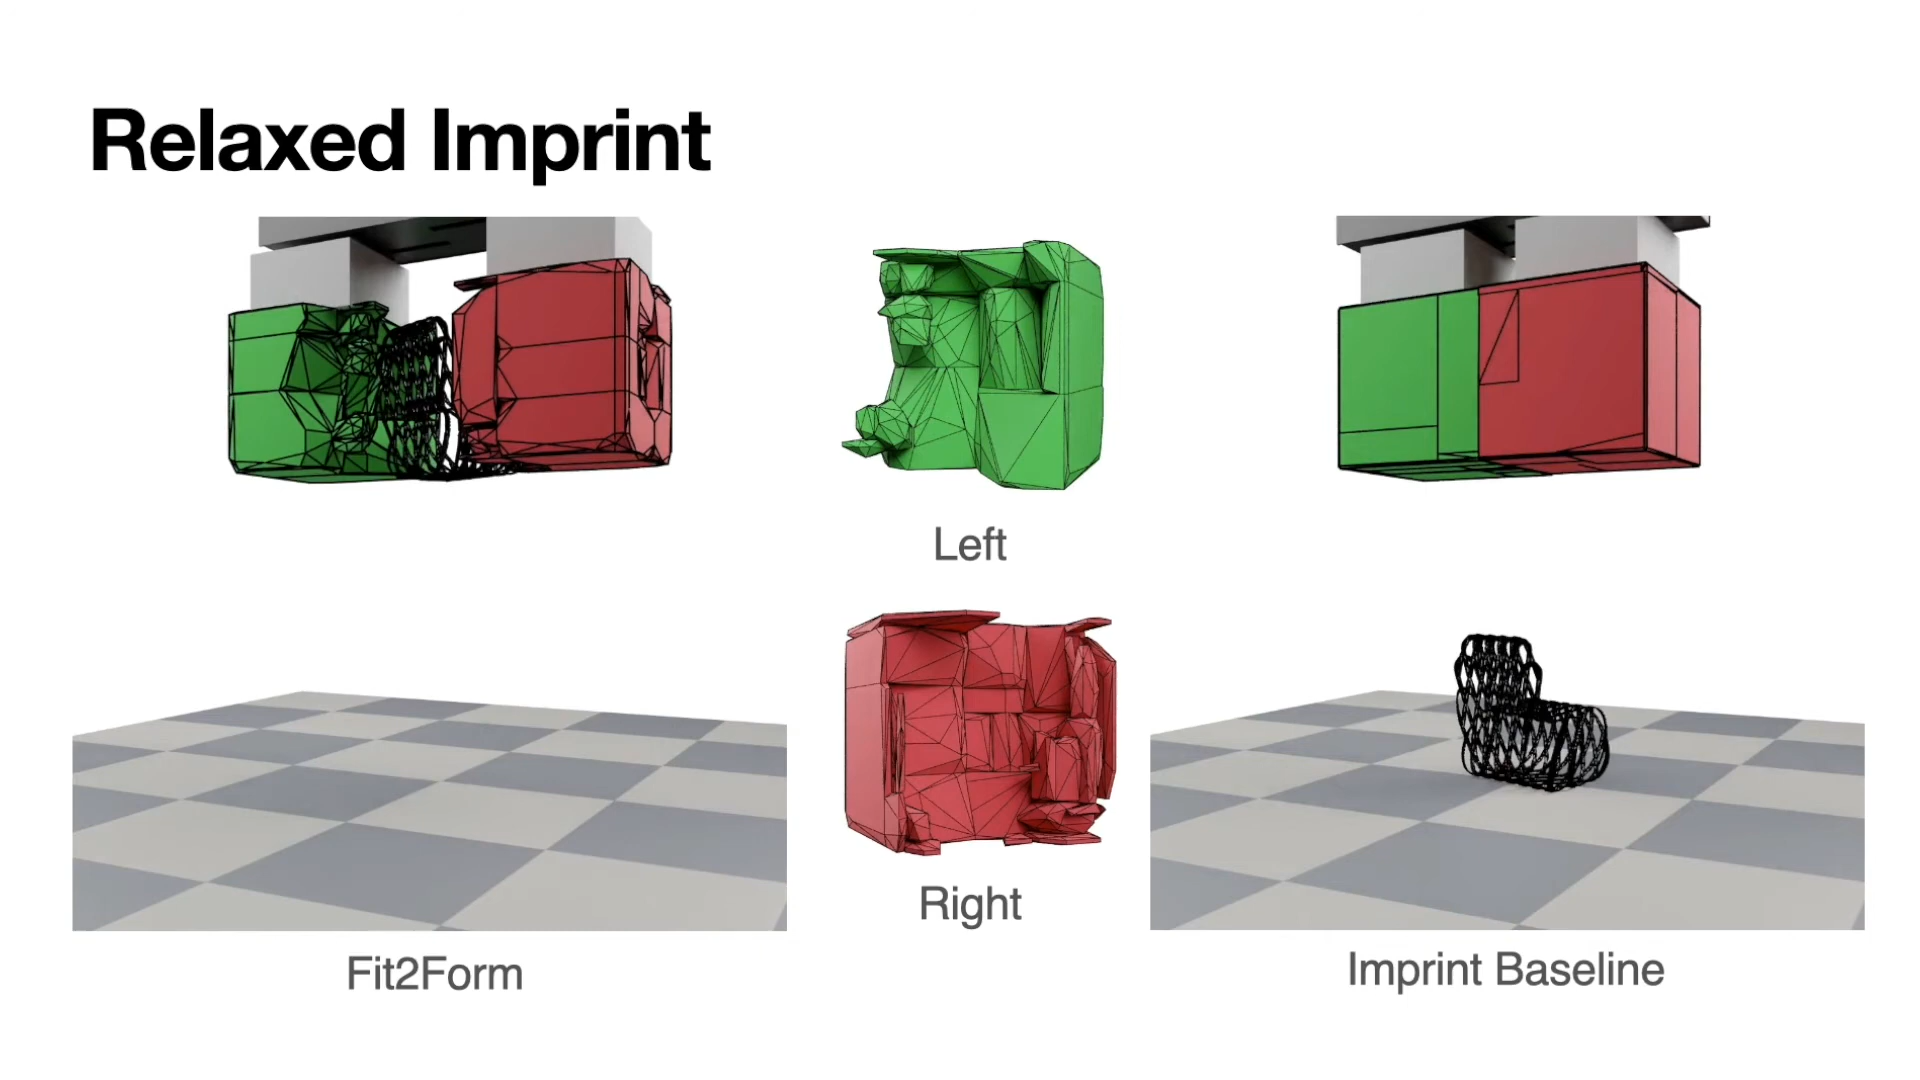 Relaxed Imprint
Left
Right
Fit2Form
Imprint Baseline